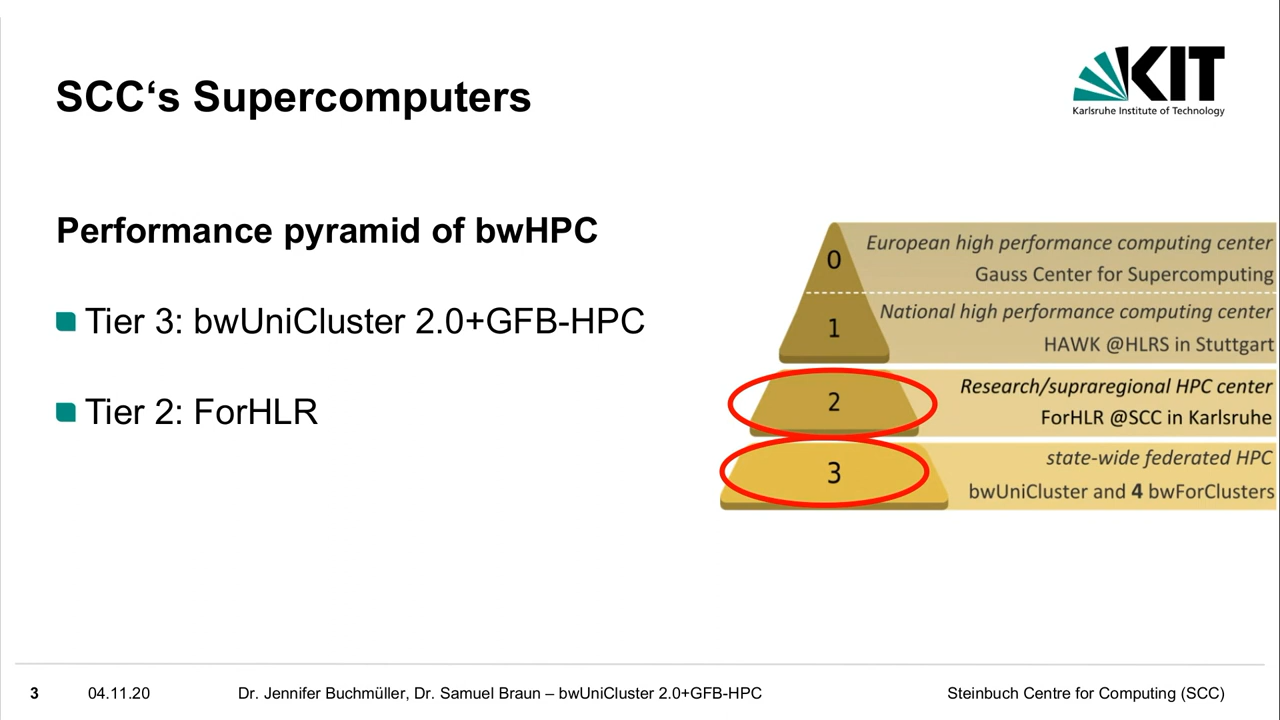 KIT
Karlsruhe Institute of Technology
SCC‘s Supercomputers
Performance pyramid of bwHPC
Tier 3: bwUniCluster 2.0+GFB-HPC
Tier 2: ForHLR
0
European high performance computing center
Gauss Center for Supercomputing
1
National high performance computing center
HAWK @HLRS in Stuttgart
2
Research/supraregional HPC center
ForHLR @SCC in Karlsruhe
3
state-wide federated HPC
bwUniCluster and 4 bwForClusters
3 04.11.20 Dr. Jennifer Buchmüller, Dr. Samuel Braun – bwUniCluster 2.0+GFB-HPC Steinbuch Centre for Computing (SCC)